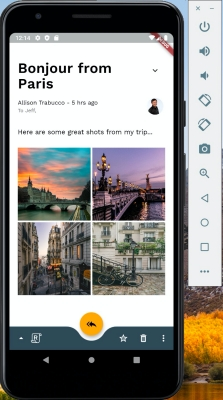 12:14
Bonjour from
Paris
Allison Trabucco - 5 hrs ago
To Jeff,
Here are some great shots from my trip...